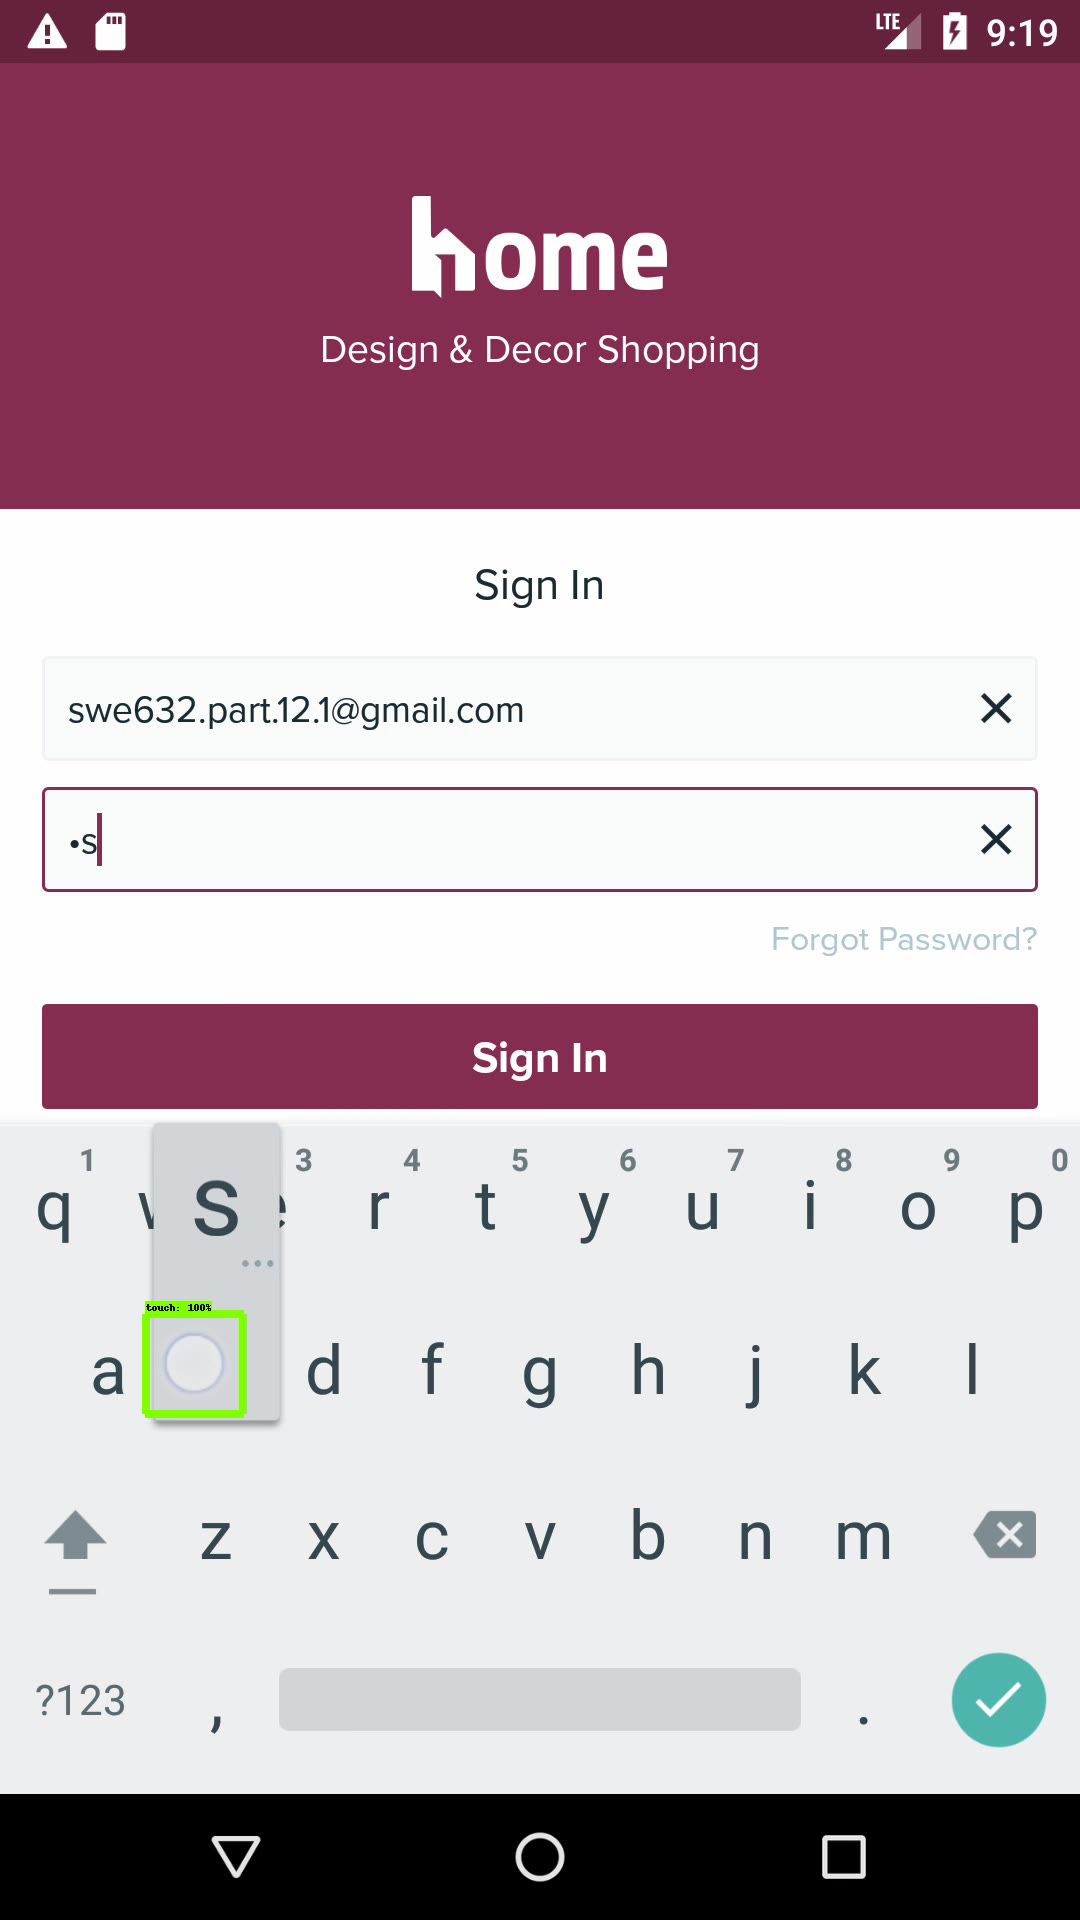 LTE 9:19
home
Design & Decor Shopping
Sign In
swe632.part.12.1@gmail.com
•s
Forgot Password?
Sign In
1 3 4 5 6 7 8 9 0
q w s e r t y u i o p
touch: 100%
a d f g h j k l
z x c v b n m
?123 , .